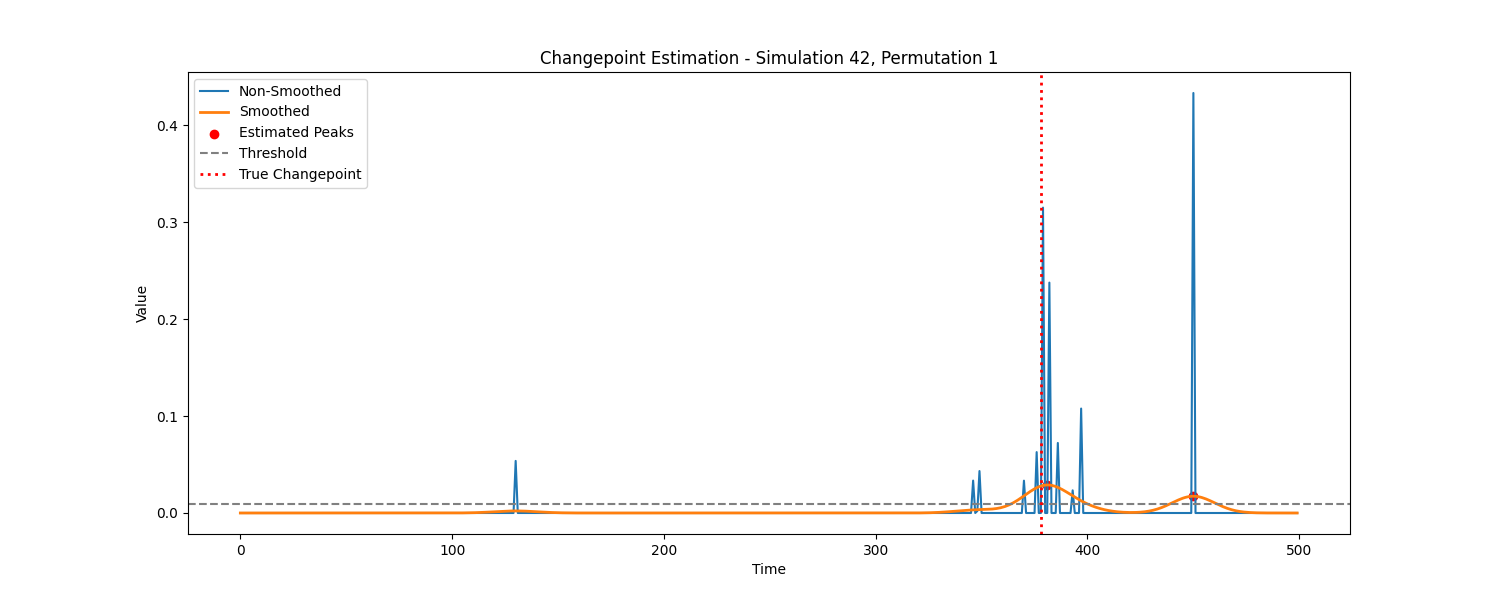 Changepoint Estimation - Simulation 42, Permutation 1
Non-Smoothed
Smoothed
Estimated Peaks
Threshold
True Changepoint
Value
0.4
0.3
0.2
0.1
0.0
0
100
200
300
400
500
Time